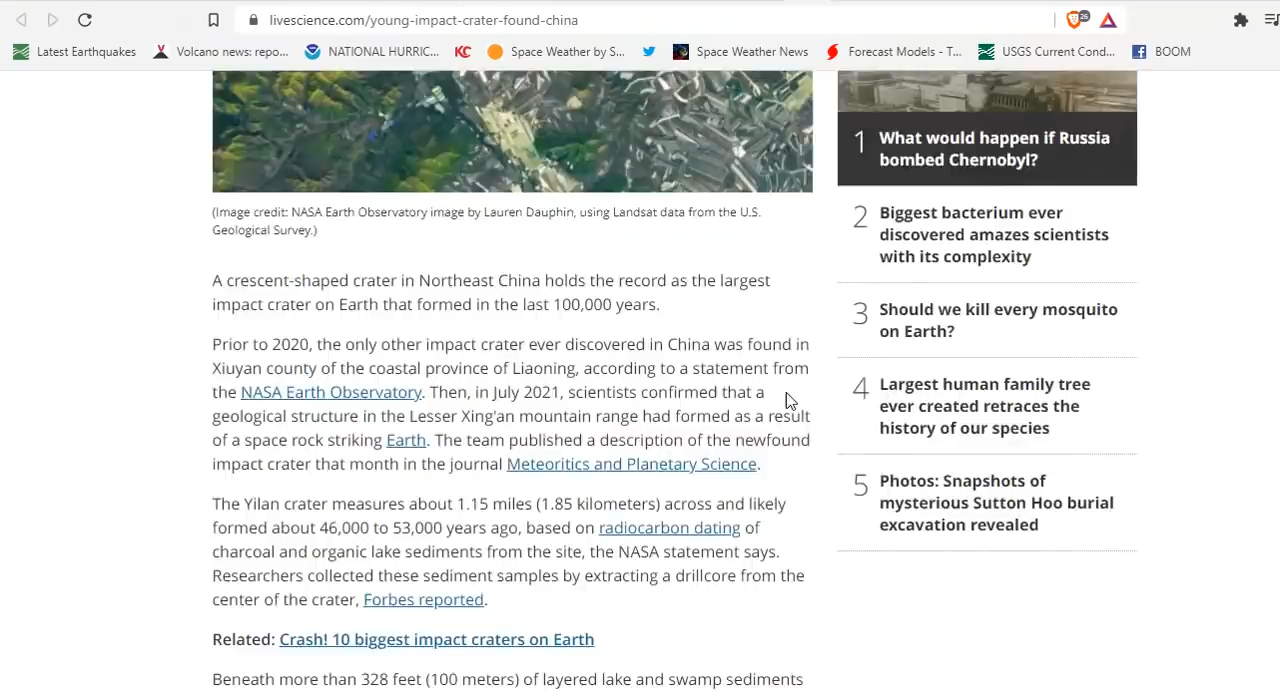 livescience.com/young-impact-crater-found-china
26
Latest Earthquakes Volcano news: repo... NATIONAL HURRIC... KC Space Weather by S... Space Weather News Forecast Models - T... USGS Current Cond... BOOM
(Image credit: NASA Earth Observatory image by Lauren Dauphin, using Landsat data from the U.S.
Geological Survey.)
A crescent-shaped crater in Northeast China holds the record as the largest
impact crater on Earth that formed in the last 100,000 years.
Prior to 2020, the only other impact crater ever discovered in China was found in
Xiuyan county of the coastal province of Liaoning, according to a statement from
the NASA Earth Observatory. Then, in July 2021, scientists confirmed that a
geological structure in the Lesser Xing'an mountain range had formed as a result
of a space rock striking Earth. The team published a description of the newfound
impact crater that month in the journal Meteoritics and Planetary Science.
The Yilan crater measures about 1.15 miles (1.85 kilometers) across and likely
formed about 46,000 to 53,000 years ago, based on radiocarbon dating of
charcoal and organic lake sediments from the site, the NASA statement says.
Researchers collected these sediment samples by extracting a drillcore from the
center of the crater, Forbes reported.
Related: Crash! 10 biggest impact craters on Earth
Beneath more than 328 feet (100 meters) of layered lake and swamp sediments
1 What would happen if Russia
bombed Chernobyl?
2 Biggest bacterium ever
discovered amazes scientists
with its complexity
3 Should we kill every mosquito
on Earth?
4 Largest human family tree
ever created retraces the
history of our species
5 Photos: Snapshots of
mysterious Sutton Hoo burial
excavation revealed